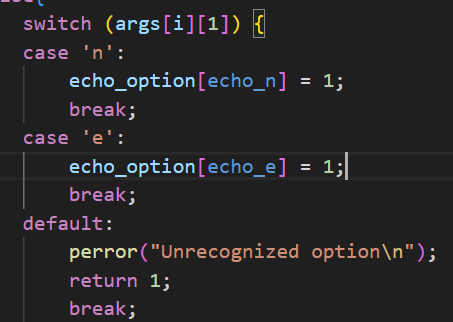 switch (args[i][1]) {
case 'n':
echo_option[echo_n] = 1;
break;
case 'e':
echo_option[echo_e] = 1;
break;
default:
perror("Unrecognized option\n");
return 1;
break;